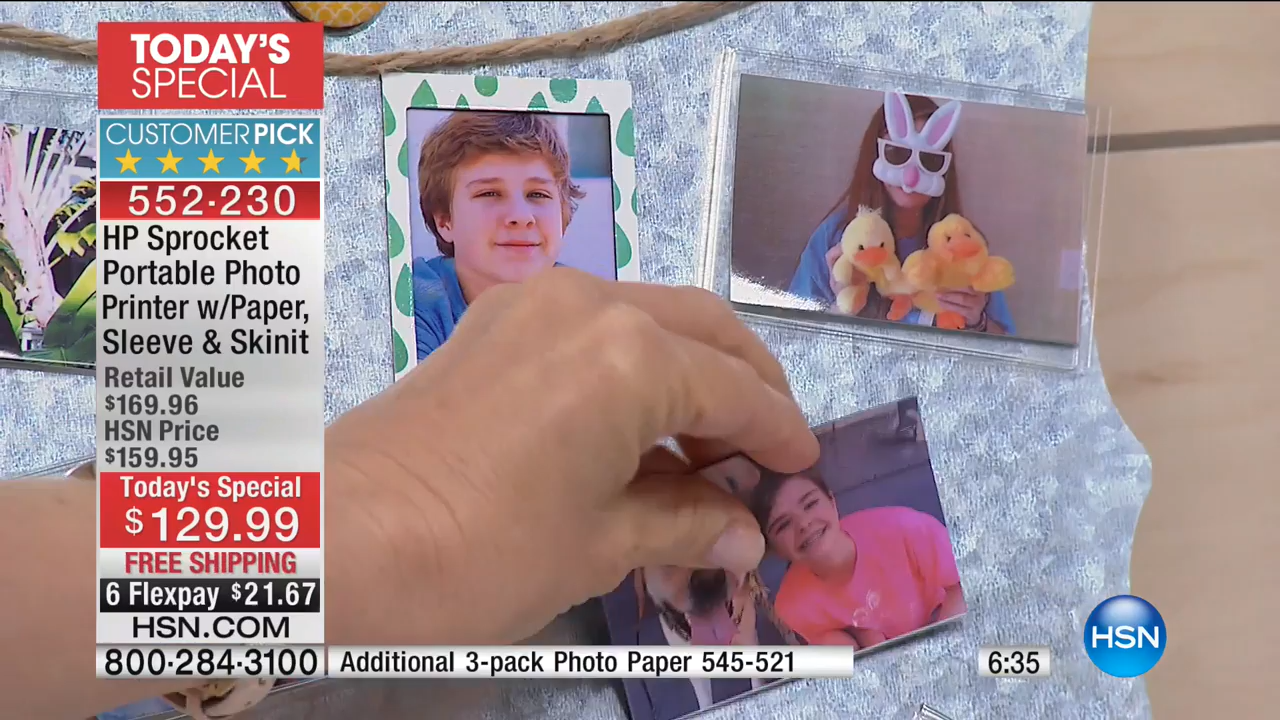 TODAY'S
SPECIAL
CUSTOMERPICK
552·230
HP Sprocket
Portable Photo
Printer w/Paper,
Sleeve & Skinit
Retail Value
$169.96
HSN Price
$159.95
Today's Special
$129.99
FREE SHIPPING
6 Flexpay $21.67
HSN.COM
800·284·3100
Additional 3-pack Photo Paper 545-521
6:35
HSN